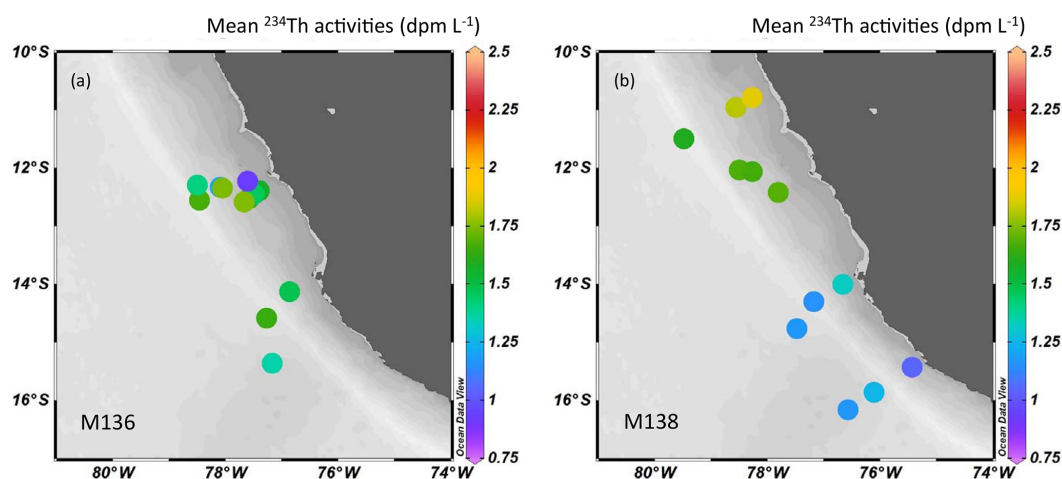 Mean ²³⁴Th activities (dpm L⁻¹)
(a)
10°S
12°S
14°S
16°S
80°W
78°W
76°W
74°W
2.5
2.25
2
1.75
1.5
1.25
1
0.75
Ocean Data View
M136
Mean ²³⁴Th activities (dpm L⁻¹)
(b)
10°S
12°S
14°S
16°S
80°W
78°W
76°W
74°W
2.5
2.25
2
1.75
1.5
1.25
1
0.75
Ocean Data View
M138